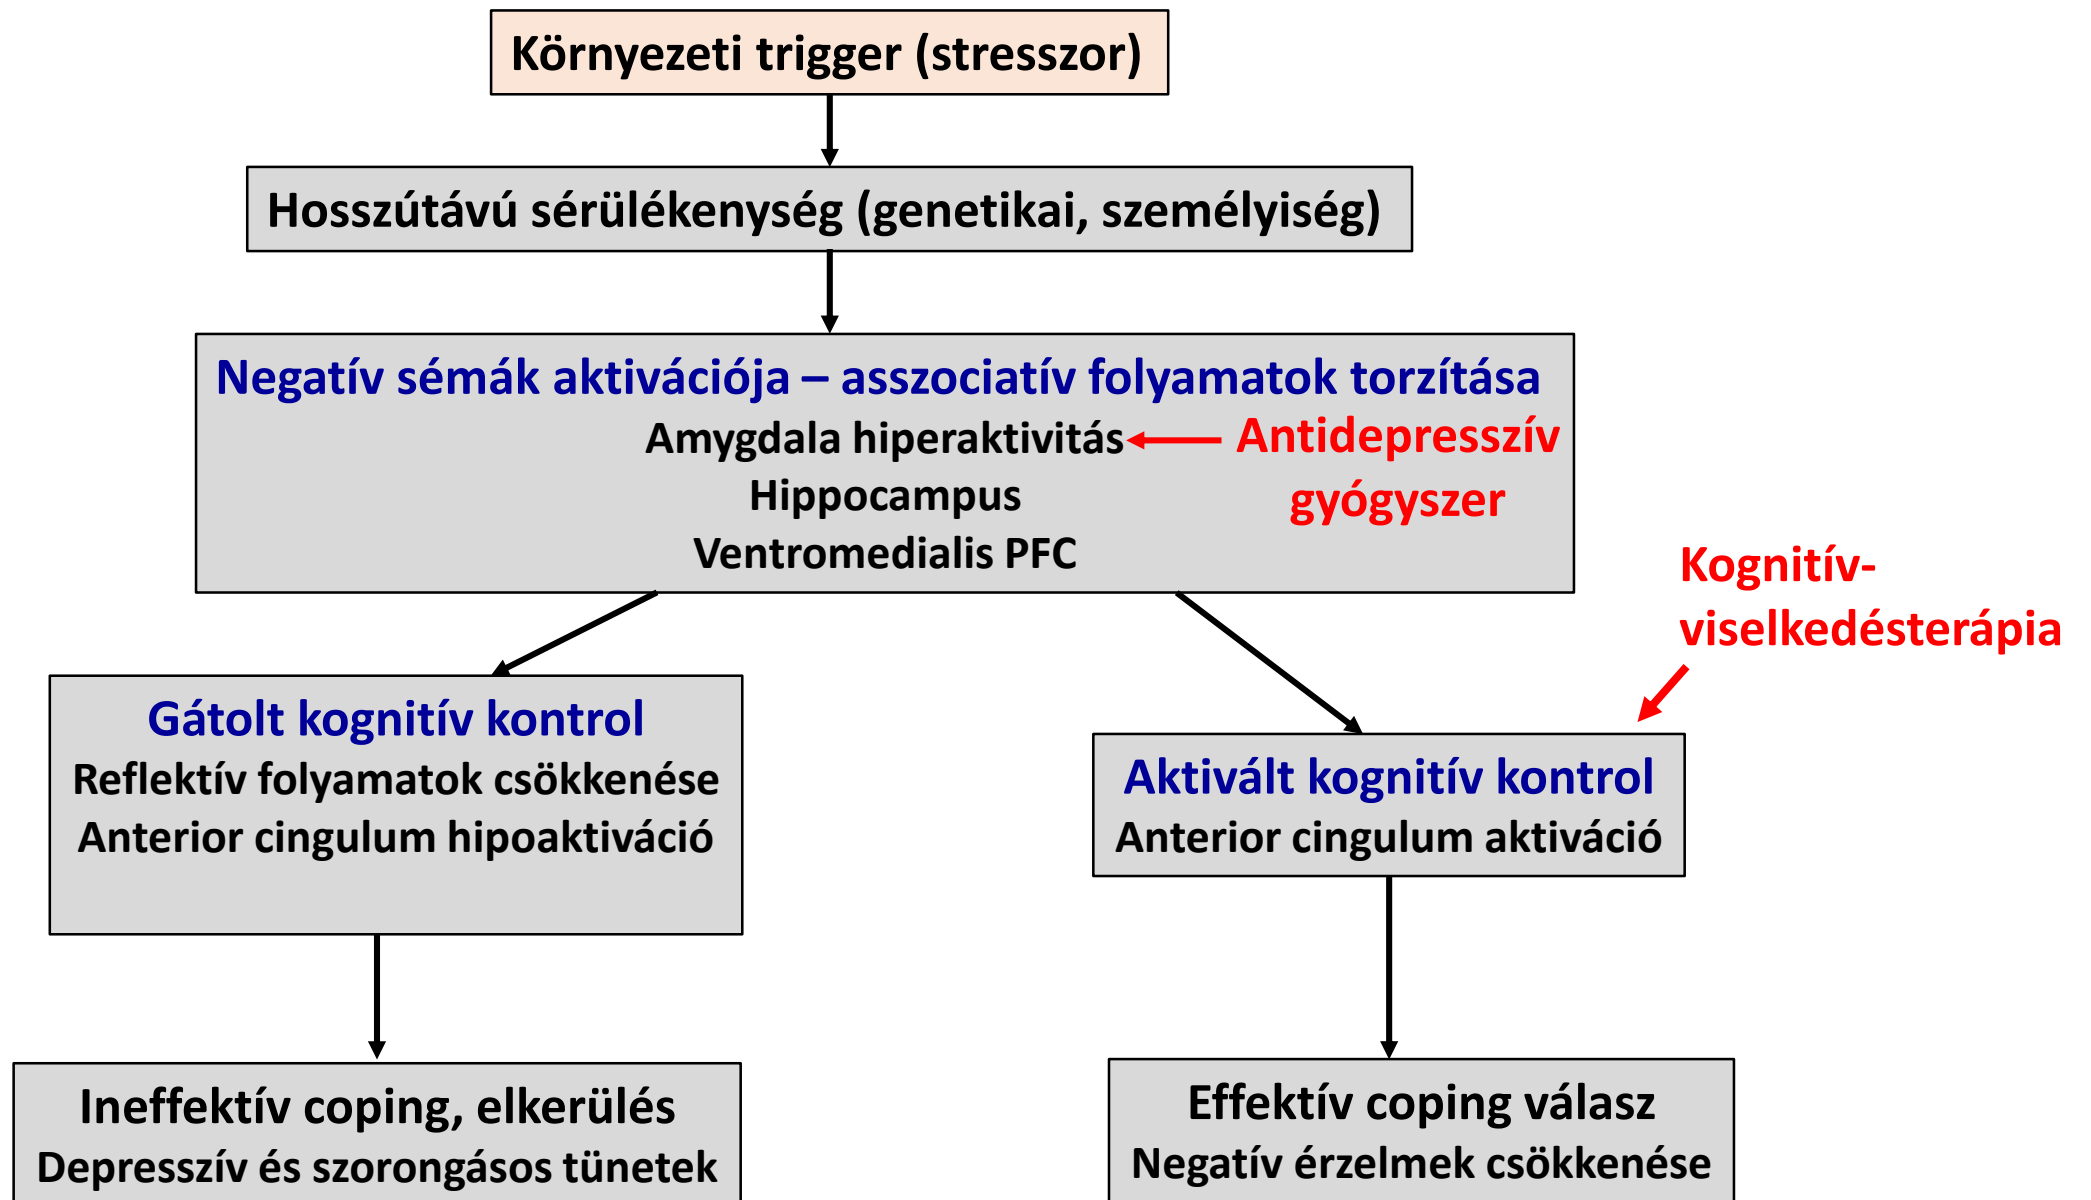 Környezeti trigger (stresszor)
Hosszútávú sérülékenység (genetikai, személyiség)
Negatív sémák aktivációja – asszociatív folyamatok torzítása
Amygdala hiperaktivitás
Hippocampus
Ventromedialis PFC
Antidepresszív
gyógyszer
Kognitív-
viselkedésterápia
Gátolt kognitív kontrol
Reflektív folyamatok csökkenése
Anterior cingulum hipoaktiváció
Aktivált kognitív kontrol
Anterior cingulum aktiváció
Ineffektív coping, elkerülés
Depresszív és szorongásos tünetek
Effektív coping válasz
Negatív érzelmek csökkenése